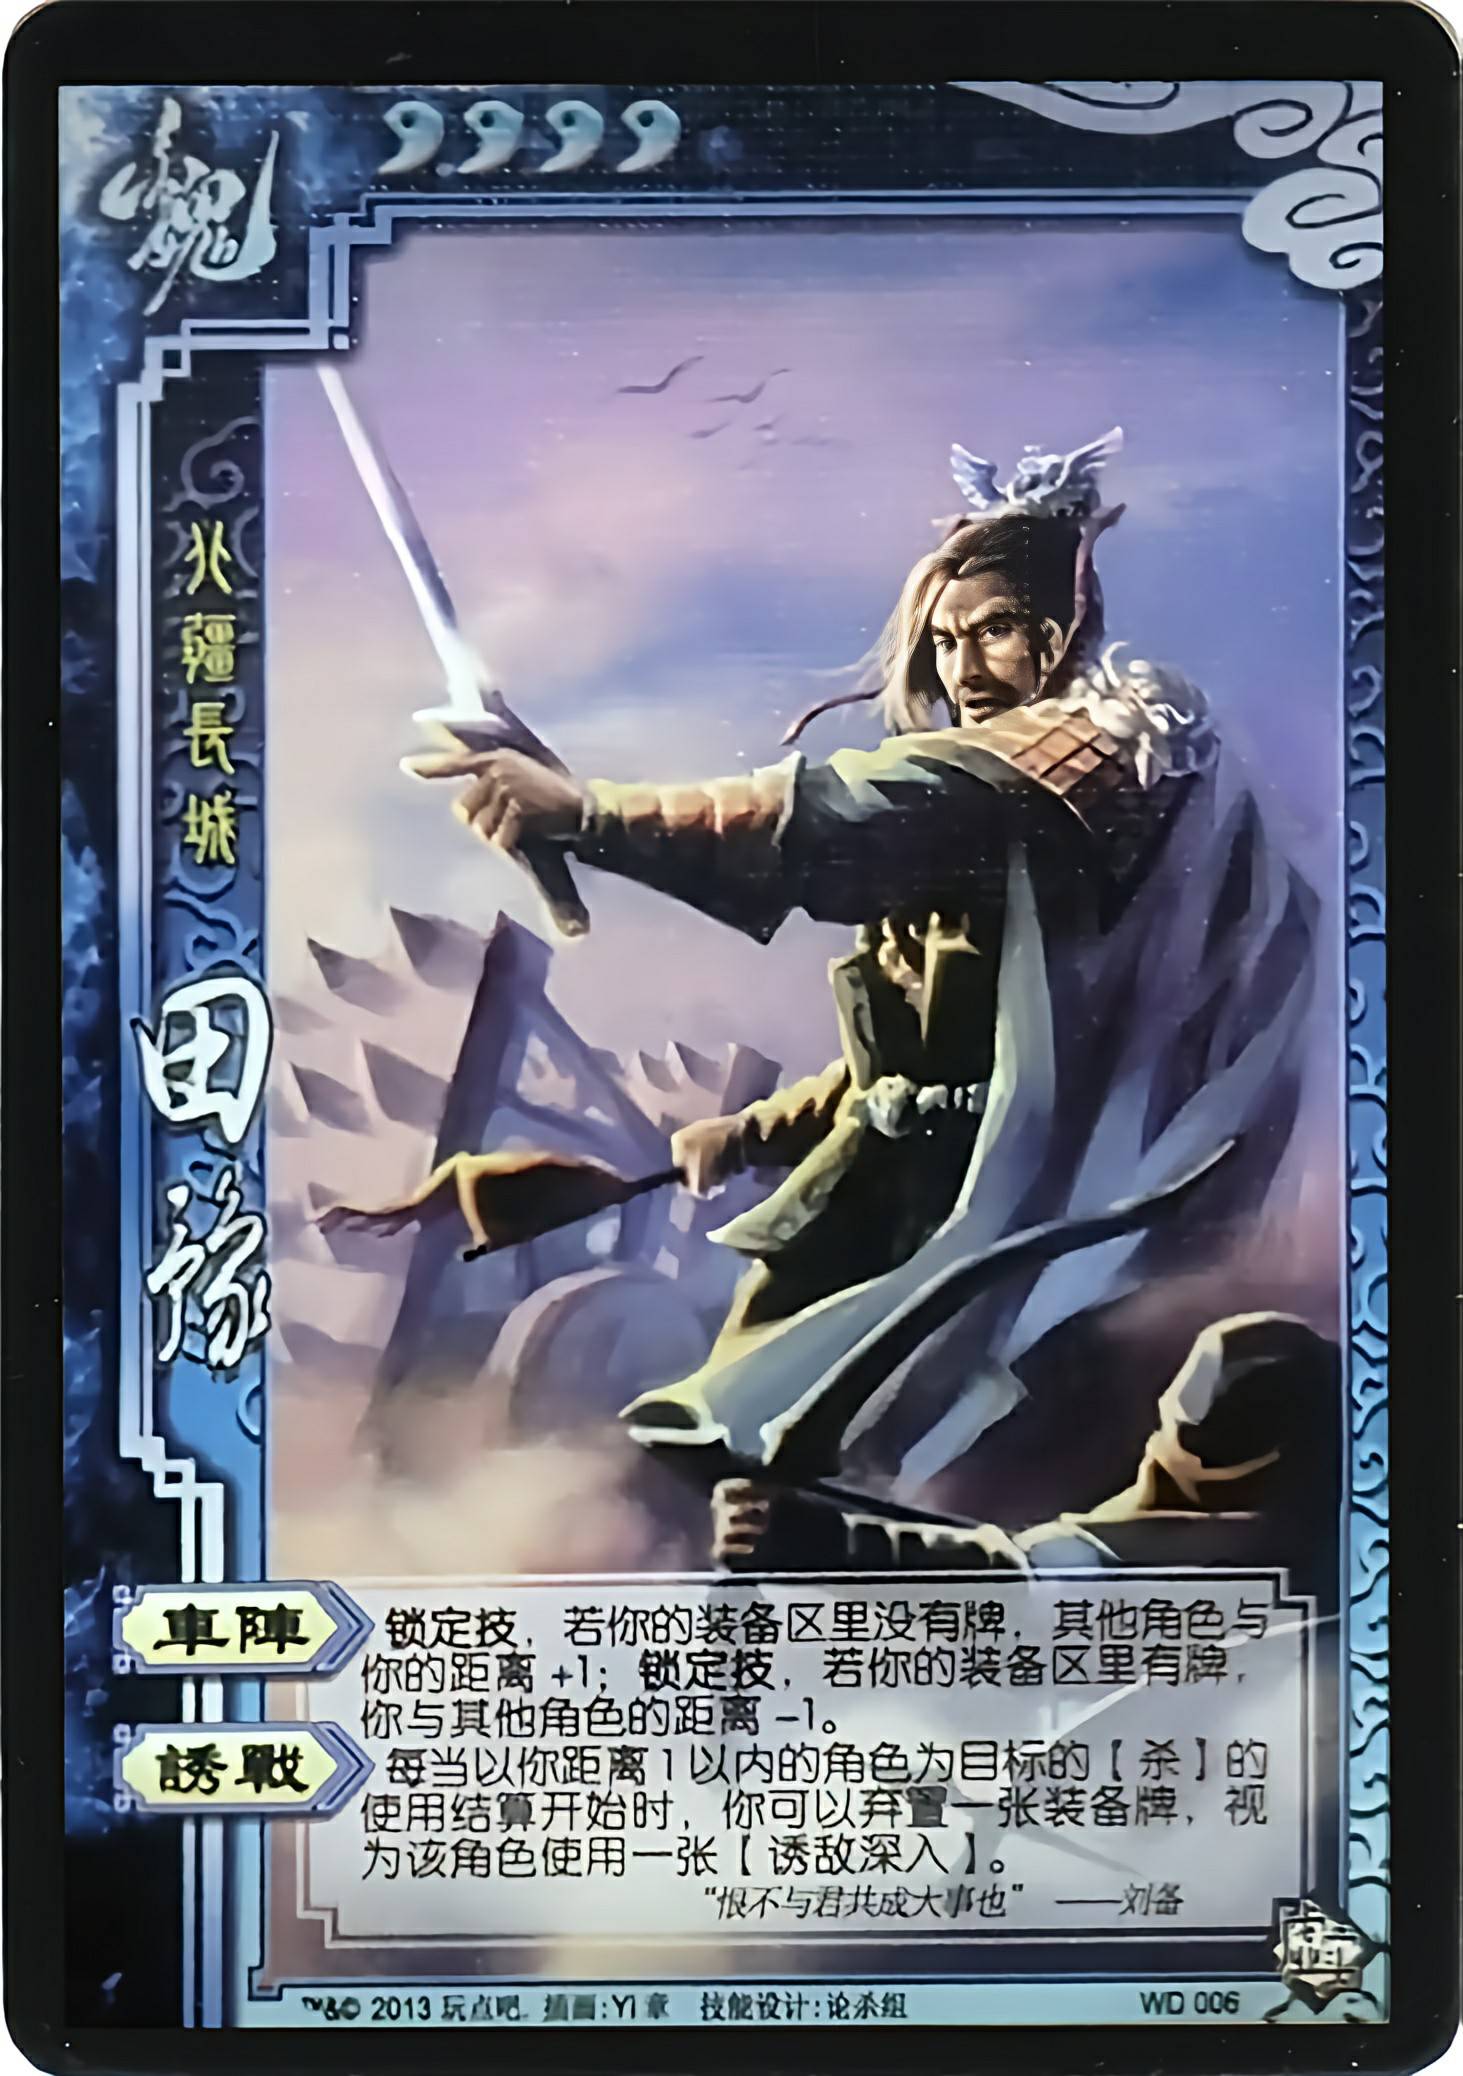 魏
北疆長城
田豫
車陣
锁定技，若你的装备区里没有牌，其他角色与
你的距离+1；锁定技，若你的装备区里有牌，
你与其他角色的距离-1。
誘戰
每当以你距离1以内的角色为目标的【杀】的
使用结算开始时，你可以弃置一张装备牌，视
为该角色使用一张【诱敌深入】。
“恨不与君共成大事也” ——刘备
™&© 2013 玩点吧. 插画:YI 章 技能设计:论杀组 WD 006